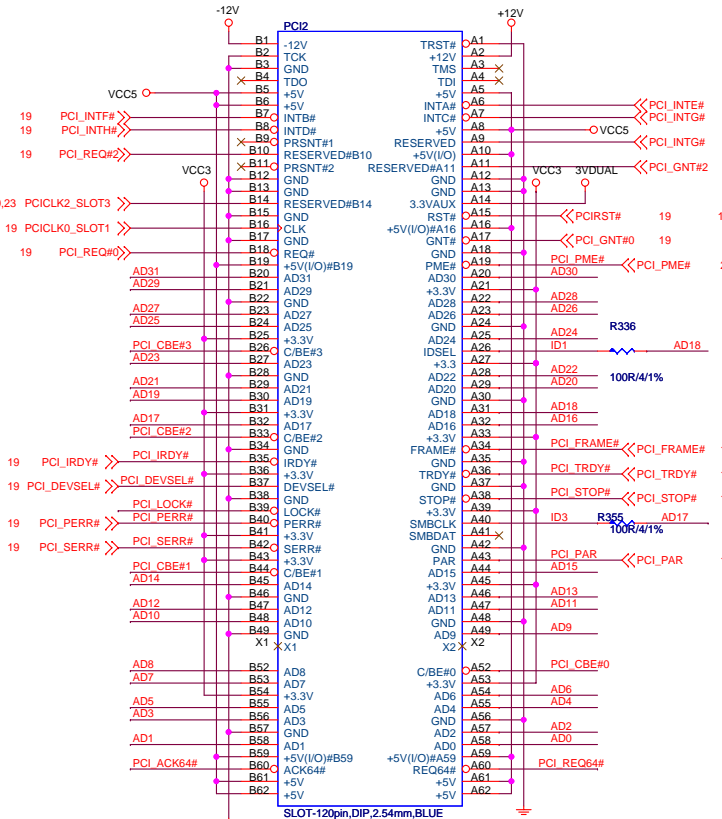 -12V +12V
PCI2
B1 -12V TRST# A1
B2 TCK +12V A2
B3 GND TMS A3
B4 TDO TDI A4
VCC5 B5 +5V +5V A5
B6 +5V INTA# A6 PCI_INTE#
19 PCI_INTF# B7 INTB# INTC# A7 PCI_INTG#
19 PCI_INTH# B8 INTD# +5V A8 VCC5
B9 PRSNT#1 RESERVED A9 PCI_INTG#
19 PCI_REQ#2 B10 RESERVED#B10 +5V(I/O) A10
B11 PRSNT#2 RESERVED#A11 A11 PCI_GNT#2
VCC3 B12 GND GND A12 VCC3 3VDUAL
B13 GND GND A13
,23 PCICLK2_SLOT3 B14 RESERVED#B14 3.3VAUX A14
B15 GND RST# A15 PCIRST# 19
19 PCICLK0_SLOT1 B16 CLK +5V(I/O)#A16 A16
B17 GND GNT# A17 PCI_GNT#0 19
19 PCI_REQ#0 B18 REQ# GND A18
B19 +5V(I/O)#B19 PME# A19 PCI_PME# PCI_PME#
AD31 B20 AD31 AD30 A20 AD30
AD29 B21 AD29 +3.3V A21
B22 GND AD28 A22 AD28
AD27 B23 AD27 AD26 A23 AD26
AD25 B24 AD25 GND A24
B25 +3.3V AD24 A25 AD24 R336
PCI_CBE#3 B26 C/BE#3 IDSEL A26 ID1 AD18
AD23 B27 AD23 +3.3 A27
B28 GND AD22 A28 AD22 100R/4/1%
AD21 B29 AD21 AD20 A29 AD20
AD19 B30 AD19 GND A30
B31 +3.3V AD18 A31 AD18
AD17 B32 AD17 AD16 A32 AD16
PCI_CBE#2 B33 C/BE#2 +3.3V A33
B34 GND FRAME# A34 PCI_FRAME# PCI_FRAME#
19 PCI_IRDY# PCI_IRDY# B35 IRDY# GND A35
B36 +3.3V TRDY# A36 PCI_TRDY# PCI_TRDY#
19 PCI_DEVSEL# PCI_DEVSEL# B37 DEVSEL# GND A37
B38 GND STOP# A38 PCI_STOP# PCI_STOP#
PCI_LOCK# B39 LOCK# +3.3V A39
19 PCI_PERR# PCI_PERR# B40 PERR# SMBCLK A40 ID3 R355 AD17
B41 +3.3V SMBDAT A41 100R/4/1%
19 PCI_SERR# PCI_SERR# B42 SERR# GND A42
B43 +3.3V PAR A43 PCI_PAR PCI_PAR
PCI_CBE#1 B44 C/BE#1 AD15 A44 AD15
AD14 B45 AD14 +3.3V A45
B46 GND AD13 A46 AD13
AD12 B47 AD12 AD11 A47 AD11
AD10 B48 AD10 GND A48
B49 GND AD9 A49 AD9
X1 X1 X2 X2
AD8 B52 AD8 C/BE#0 A52 PCI_CBE#0
AD7 B53 AD7 +3.3V A53
B54 +3.3V AD6 A54 AD6
AD5 B55 AD5 AD4 A55 AD4
AD3 B56 AD3 GND A56
B57 GND AD2 A57 AD2
AD1 B58 AD1 AD0 A58 AD0
B59 +5V(I/O)#B59 +5V(I/O)#A59 A59
PCI_ACK64# B60 ACK64# REQ64# A60 PCI_REQ64#
B61 +5V +5V A61
B62 +5V +5V A62
SLOT-120pin,DIP,2.54mm,BLUE